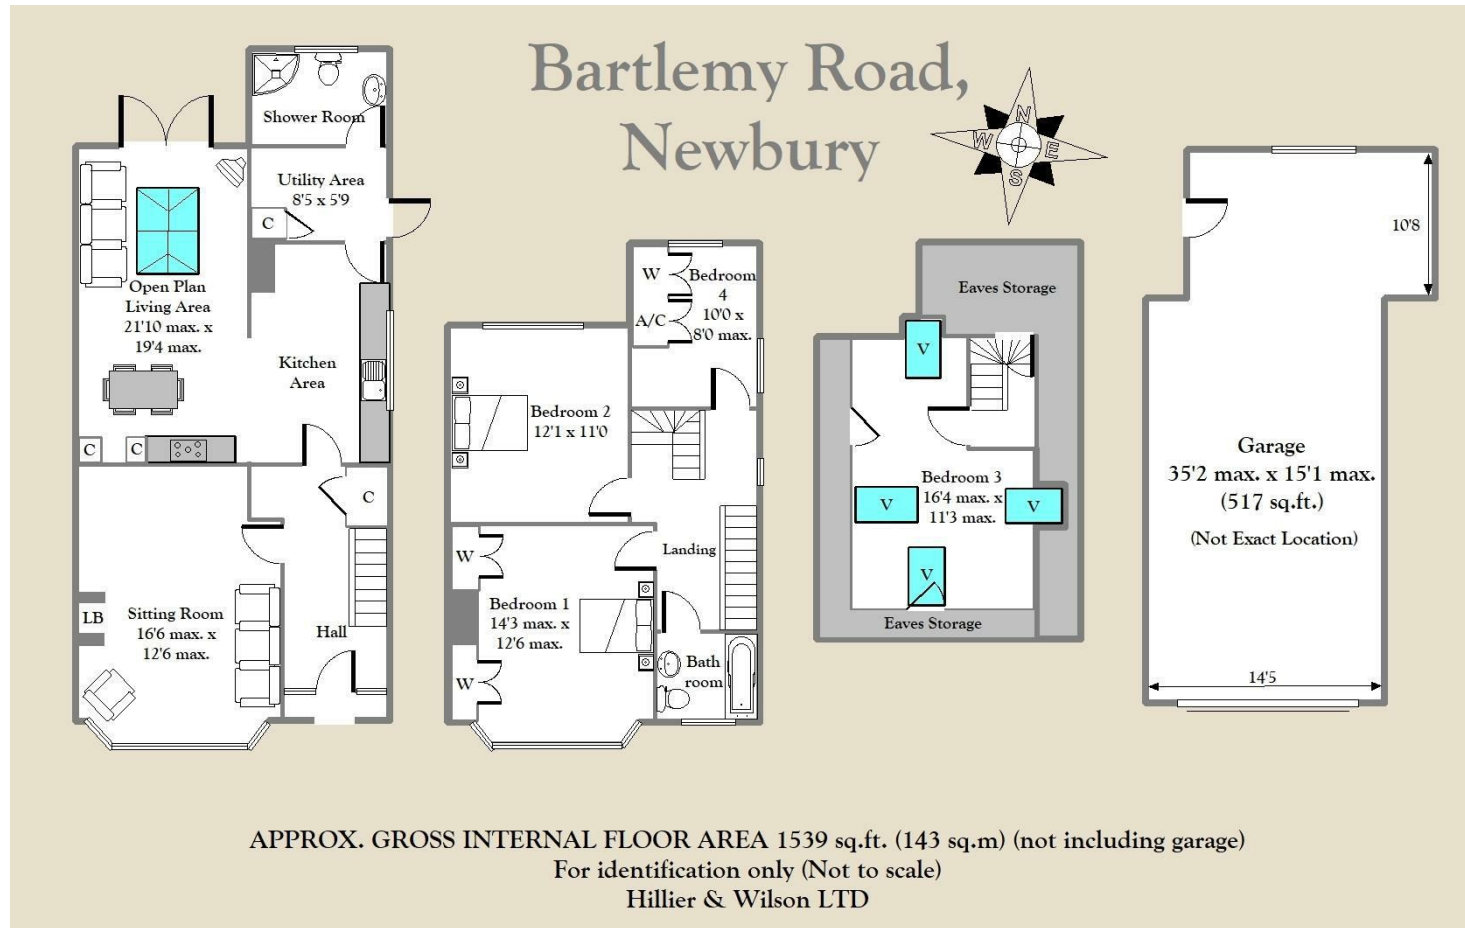 Bartlemy Road,
Newbury
N
W
E
S
Shower Room
Utility Area
8'5 x 5'9
C
Open Plan
Living Area
21'10 max. x
19'4 max.
Kitchen
Area
C
C
C
Sitting Room
16'6 max. x
12'6 max.
LB
Hall
W
A/C
Bedroom
4
10'0 x
8'0 max.
Bedroom 2
12'1 x 11'0
Landing
W
Bedroom 1
14'3 max. x
12'6 max.
W
Bath
room
Eaves Storage
V
Bedroom 3
16'4 max. x
11'3 max.
V
V
V
Eaves Storage
10'8
Garage
35'2 max. x 15'1 max.
(517 sq.ft.)
(Not Exact Location)
14'5
APPROX. GROSS INTERNAL FLOOR AREA 1539 sq.ft. (143 sq.m) (not including garage)
For identification only (Not to scale)
Hillier & Wilson LTD